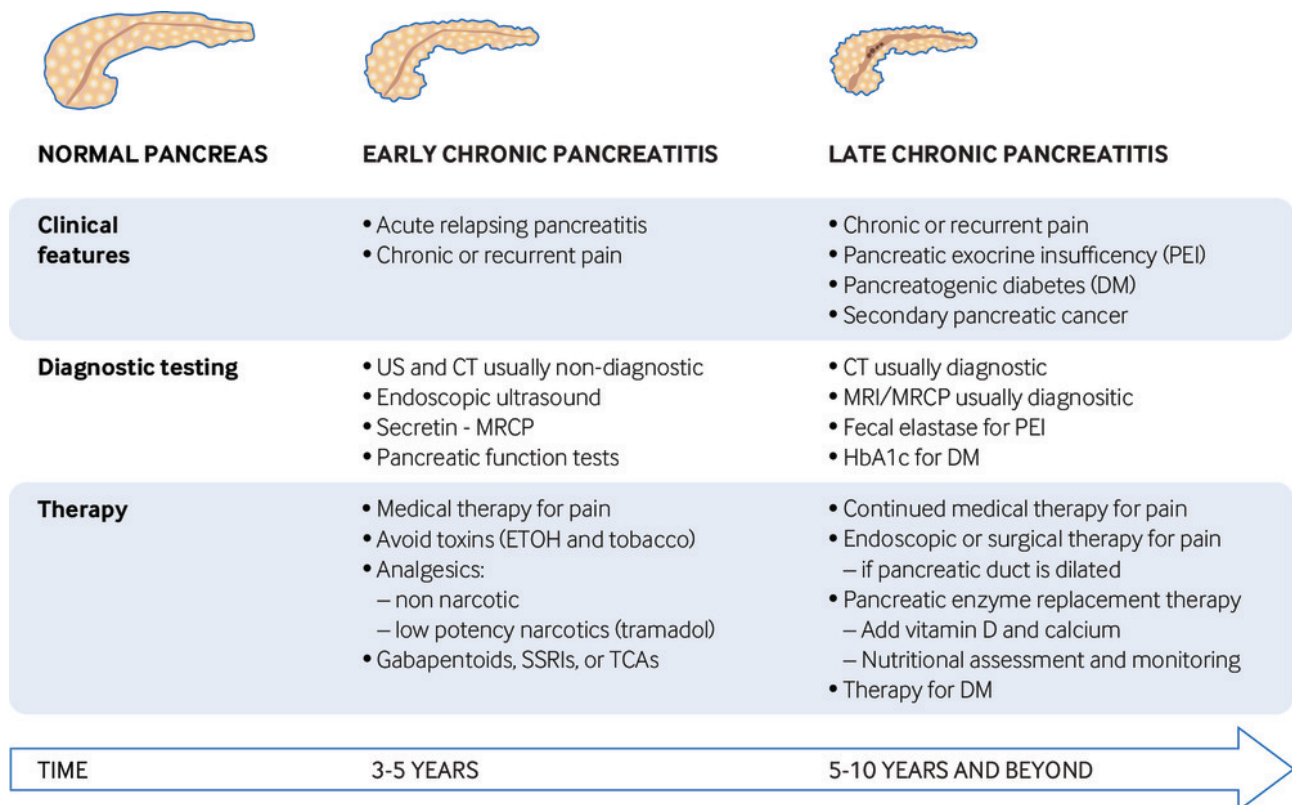 NORMAL PANCREAS
EARLY CHRONIC PANCREATITIS
LATE CHRONIC PANCREATITIS
Clinical
features
• Acute relapsing pancreatitis
• Chronic or recurrent pain
• Chronic or recurrent pain
• Pancreatic exocrine insufficency (PEI)
• Pancreatogenic diabetes (DM)
• Secondary pancreatic cancer
Diagnostic testing
• US and CT usually non-diagnostic
• Endoscopic ultrasound
• Secretin - MRCP
• Pancreatic function tests
• CT usually diagnostic
• MRI/MRCP usually diagnositic
• Fecal elastase for PEI
• HbA1c for DM
Therapy
• Medical therapy for pain
• Avoid toxins (ETOH and tobacco)
• Analgesics:
– non narcotic
– low potency narcotics (tramadol)
• Gabapentoids, SSRIs, or TCAs
• Continued medical therapy for pain
• Endoscopic or surgical therapy for pain
– if pancreatic duct is dilated
• Pancreatic enzyme replacement therapy
– Add vitamin D and calcium
– Nutritional assessment and monitoring
• Therapy for DM
TIME
3-5 YEARS
5-10 YEARS AND BEYOND